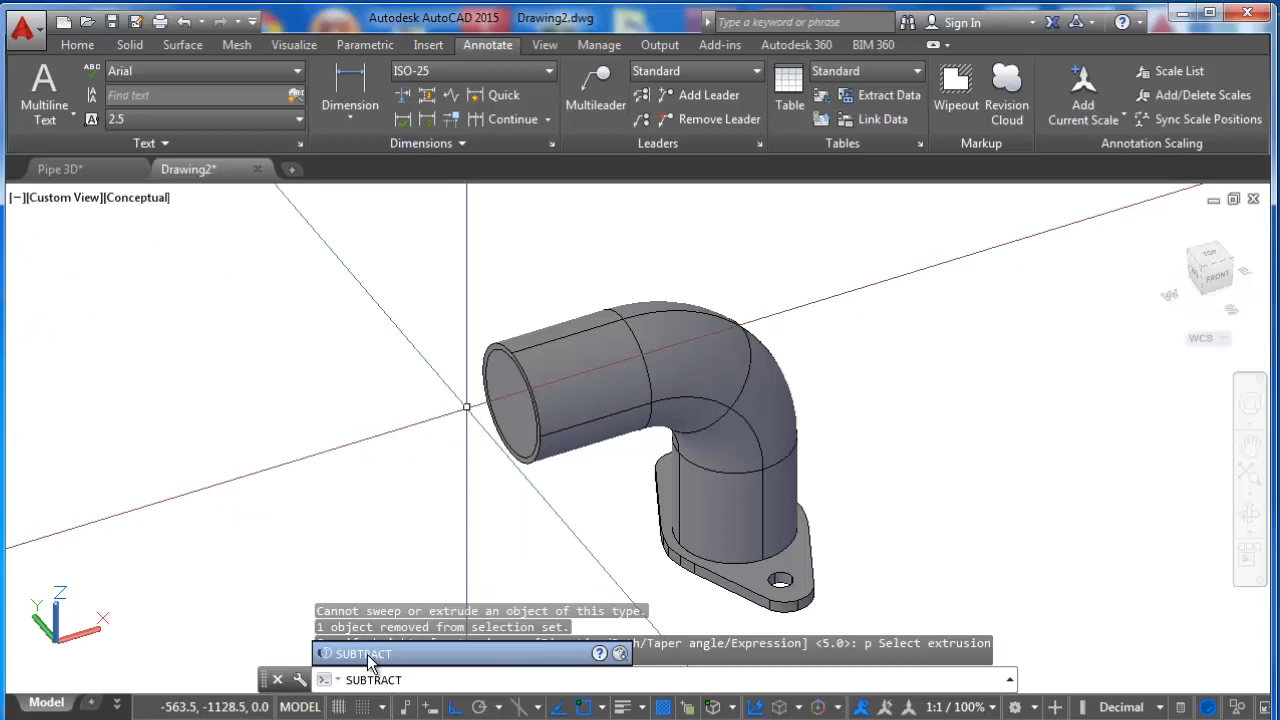 Autodesk AutoCAD 2015 Drawing2.dwg
Type a keyword or phrase
Sign In
Home Solid Surface Mesh Visualize Parametric Insert Annotate View Manage Output Add-ins Autodesk 360 BIM 360
Multiline
Text
ABC
Arial
Find text
2.5
Dimension
ISO-25
Quick
Continue
Multileader
Standard
Add Leader
Remove Leader
Table
Standard
Extract Data
Link Data
Wipeout
Revision
Cloud
Add
Current Scale
Scale List
Add/Delete Scales
Sync Scale Positions
Text Dimensions Leaders Tables Markup Annotation Scaling
Pipe 3D* Drawing2*
[−][Custom View][Conceptual]
TOP
FRONT
W
E
S
WCS
Z
Y
X
Cannot sweep or extrude an object of this type.
1 object removed from selection set.
/Taper angle/Expression] <5.0>: p Select extrusion
SUBTRACT
SUBTRACT
Model
-563.5, -1128.5, 0.0 MODEL
1:1 / 100%
Decimal